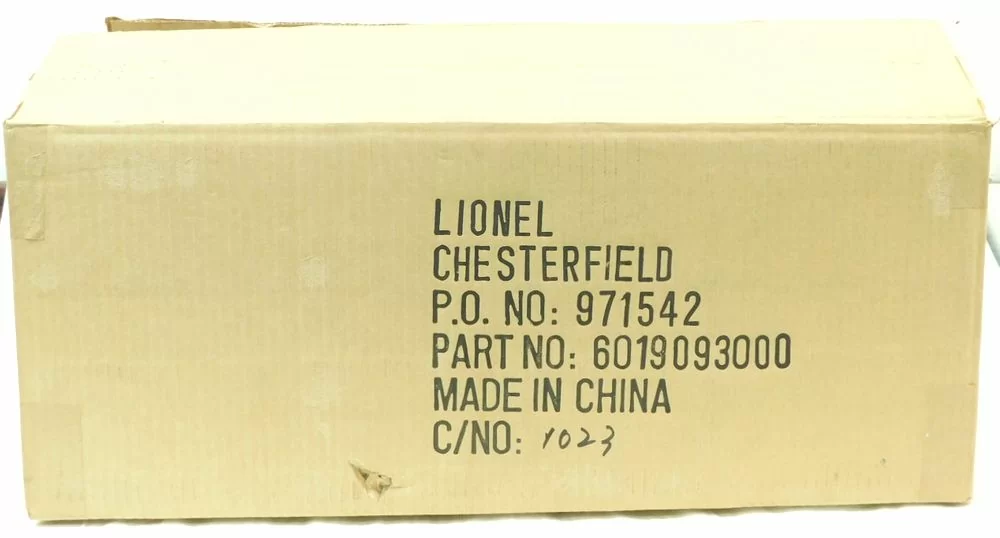 LIONEL
CHESTERFIELD
P.O. NO: 971542
PART NO: 6019093000
MADE IN CHINA
C/NO: 1023